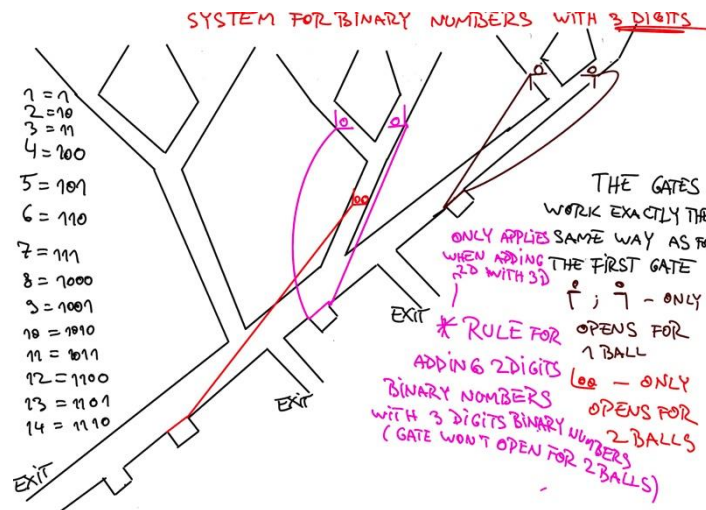 SYSTEM FOR BINARY NUMBERS WITH 3 DIGITS
1 = 1
2 = 10
3 = 11
4 = 100
5 = 101
6 = 110
7 = 111
8 = 1000
9 = 1001
10 = 1010
11 = 1011
12 = 1100
13 = 1101
14 = 1110
EXIT
EXIT
EXIT
ONLY APPLIES
WHEN ADDING
2D WITH 3D
* RULE FOR
ADDING 2DIGITS
BINARY NUMBERS
WITH 3 DIGITS BINARY NUMBERS
(GATE WON'T OPEN FOR 2 BALLS)
THE GATES
WORK EXACTLY THE
SAME WAY AS FO
THE FIRST GATE
; - ONLY
OPENS FOR
1 BALL
- ONLY
OPENS FOR
2 BALLS